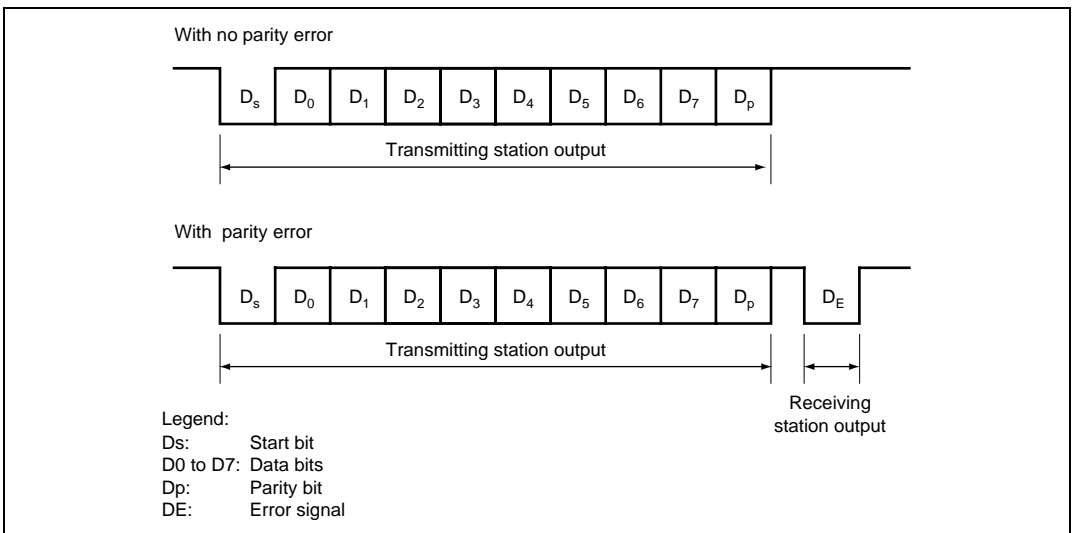 With no parity error
Ds D0 D1 D2 D3 D4 D5 D6 D7 Dp
Transmitting station output
With parity error
Ds D0 D1 D2 D3 D4 D5 D6 D7 Dp DE
Transmitting station output
Receiving
station output
Legend:
Ds: Start bit
D0 to D7: Data bits
Dp: Parity bit
DE: Error signal